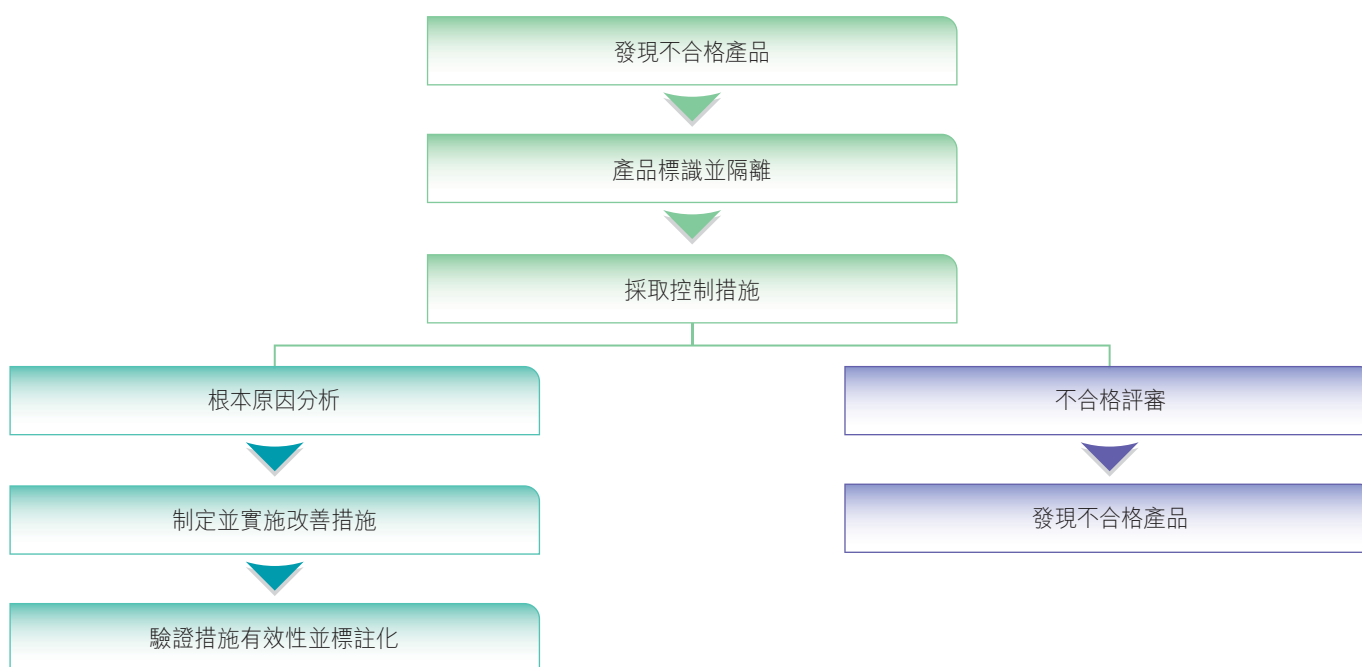 發現不合格產品
產品標識並隔離
採取控制措施
根本原因分析
制定並實施改善措施
驗證措施有效性並標註化
不合格評審
發現不合格產品